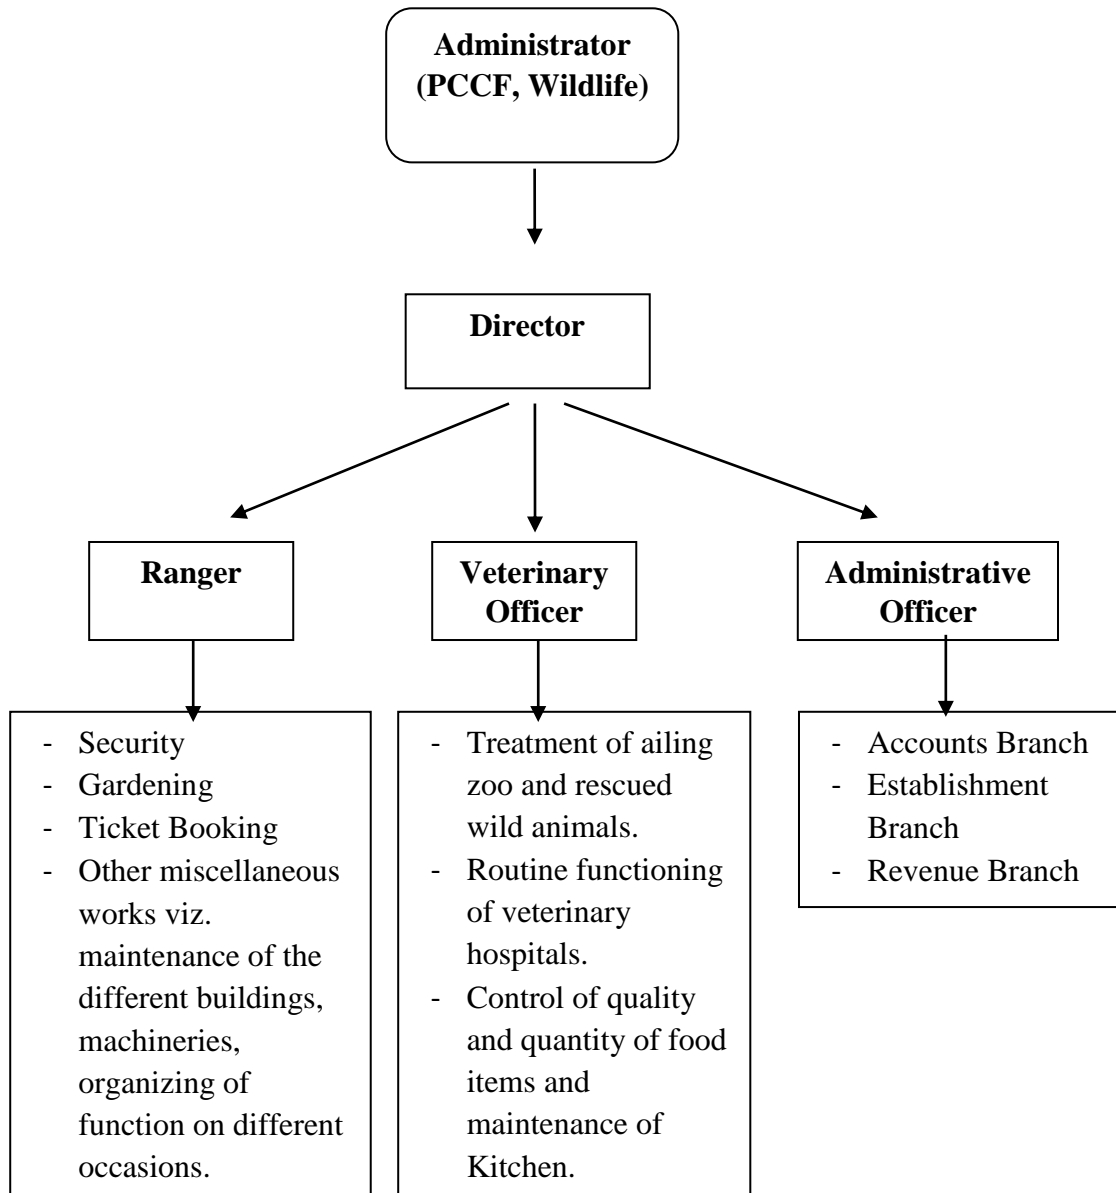 Administrator
(PCCF, Wildlife)
Director
Ranger
Veterinary
Officer
Administrative
Officer
- Security
- Gardening
- Ticket Booking
- Other miscellaneous
works viz.
maintenance of the
different buildings,
machineries,
organizing of
function on different
occasions.
- Treatment of ailing
zoo and rescued
wild animals.
- Routine functioning
of veterinary
hospitals.
- Control of quality
and quantity of food
items and
maintenance of
Kitchen.
- Accounts Branch
- Establishment
Branch
- Revenue Branch